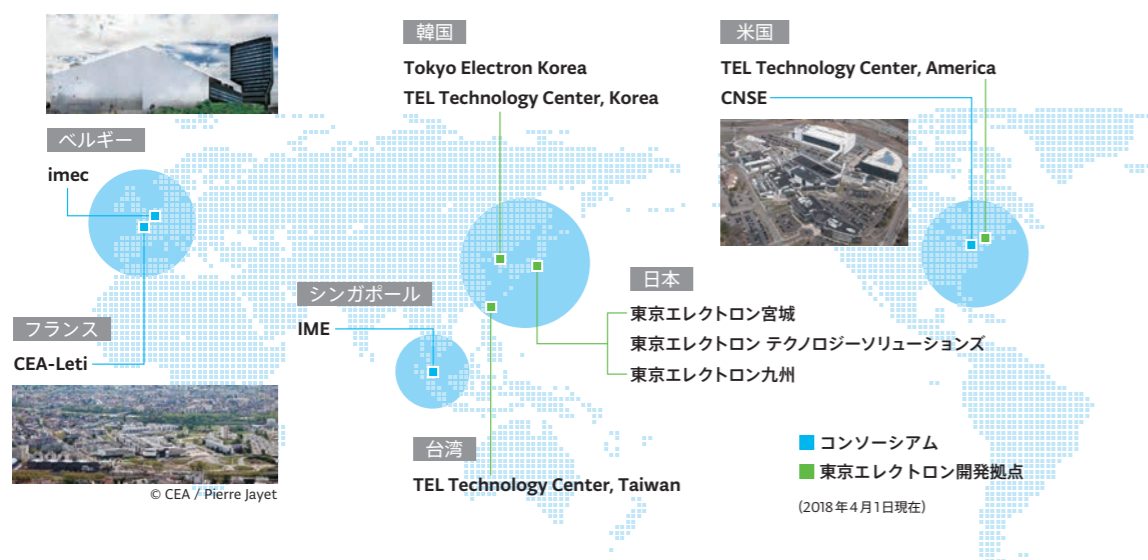 韓国
Tokyo Electron Korea
TEL Technology Center, Korea
米国
TEL Technology Center, America
CNSE
ベルギー
imec
シンガポール
IME
日本
東京エレクトロン宮城
東京エレクトロン テクノロジーソリューションズ
東京エレクトロン九州
フランス
CEA-Leti
© CEA / Pierre Jayet
台湾
TEL Technology Center, Taiwan
コンソーシアム
東京エレクトロン開発拠点
(2018年4月1日現在)